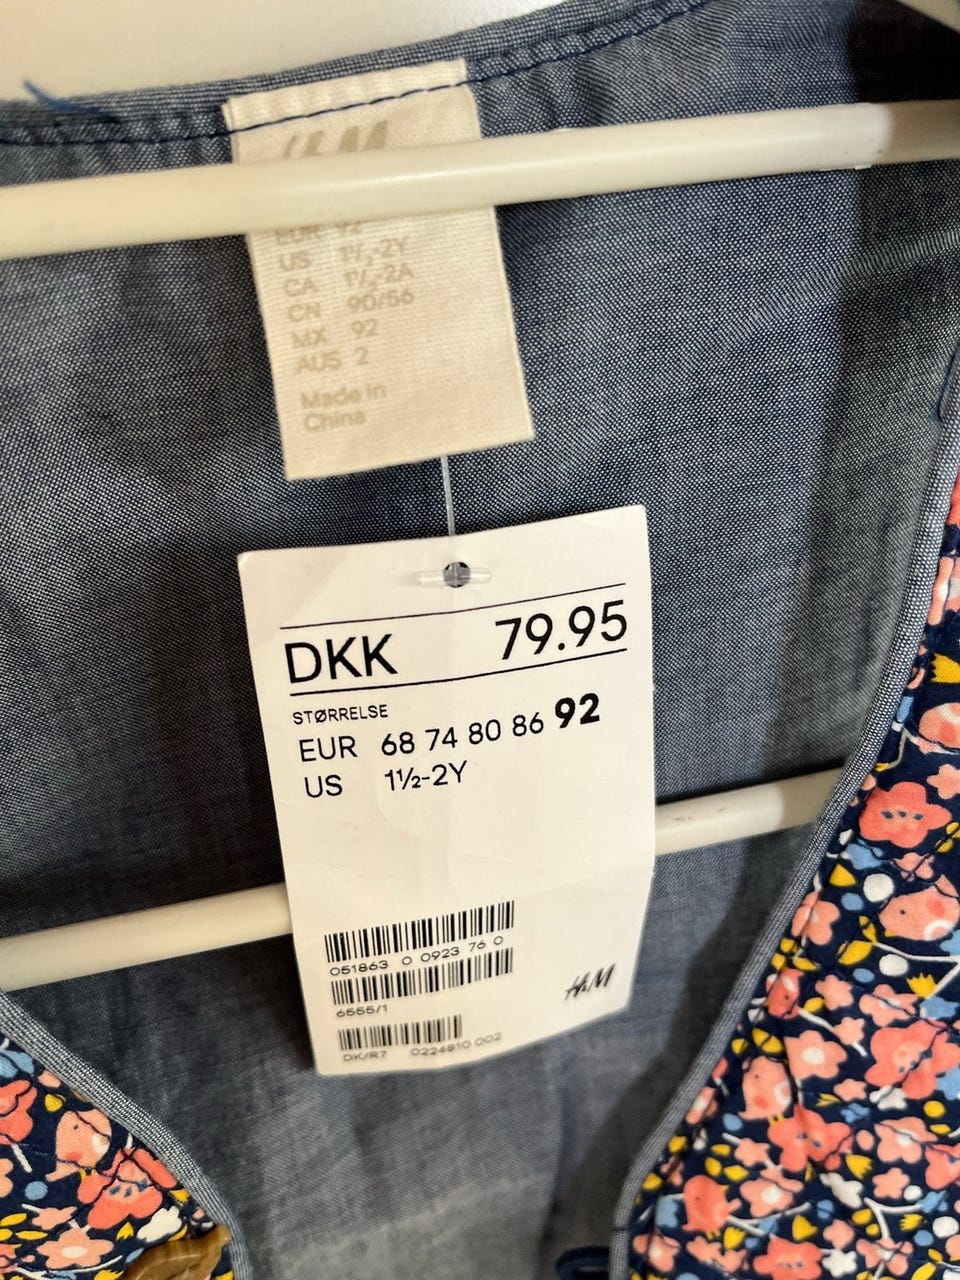 H&M
EUR 92
US 1½-2Y
CA 1½-2A
CN 90/56
MX 92
AUS 2
Made in
China
DKK 79.95
STØRRELSE
EUR 68 74 80 86 92
US 1½-2Y
051863 0 0923 76 0
6555/1
H&M
DK/R7 0224810 002